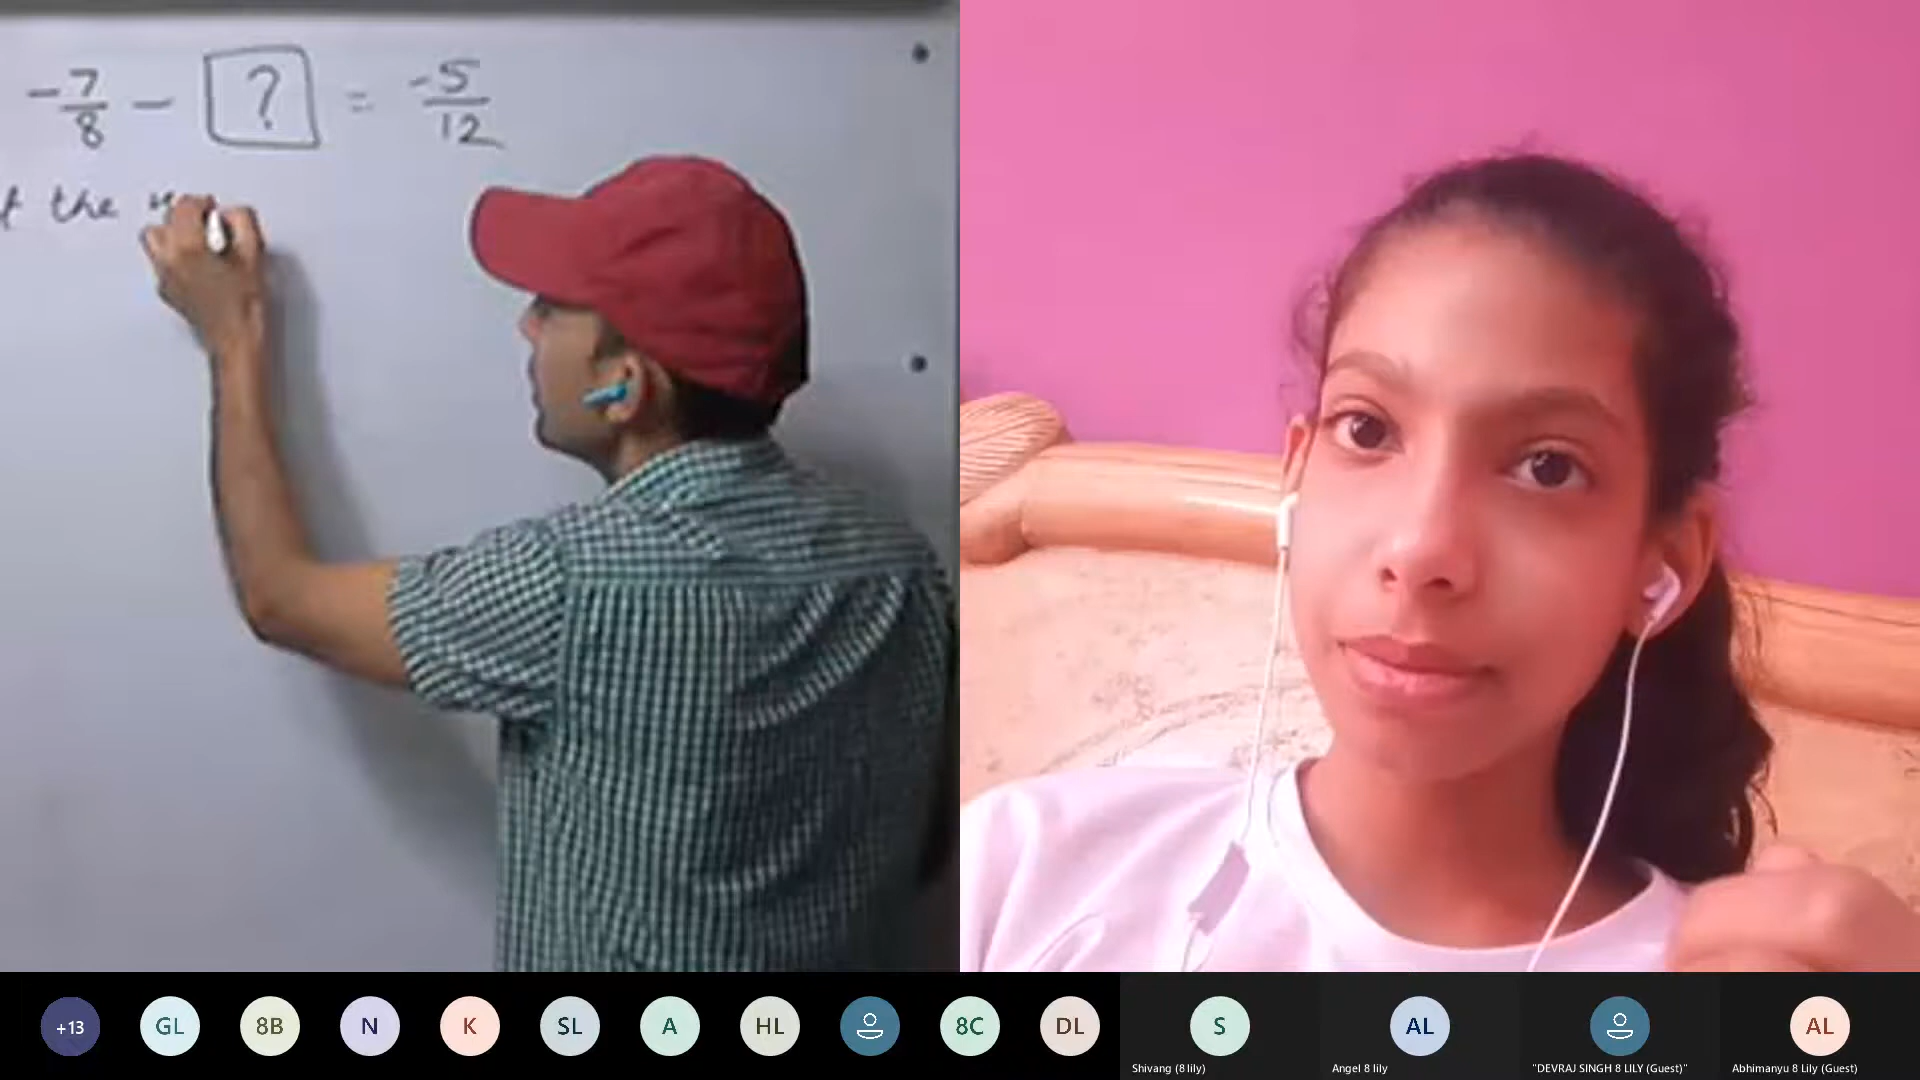 -7/8 - ? = -5/12
the
+13 GL 8B N K SL A HL 8C DL S AL AL
Shivang (8 lily) Angel 8 lily "DEVRAJ SINGH 8 LILY (Guest)" Abhimanyu 8 Lily (Guest)